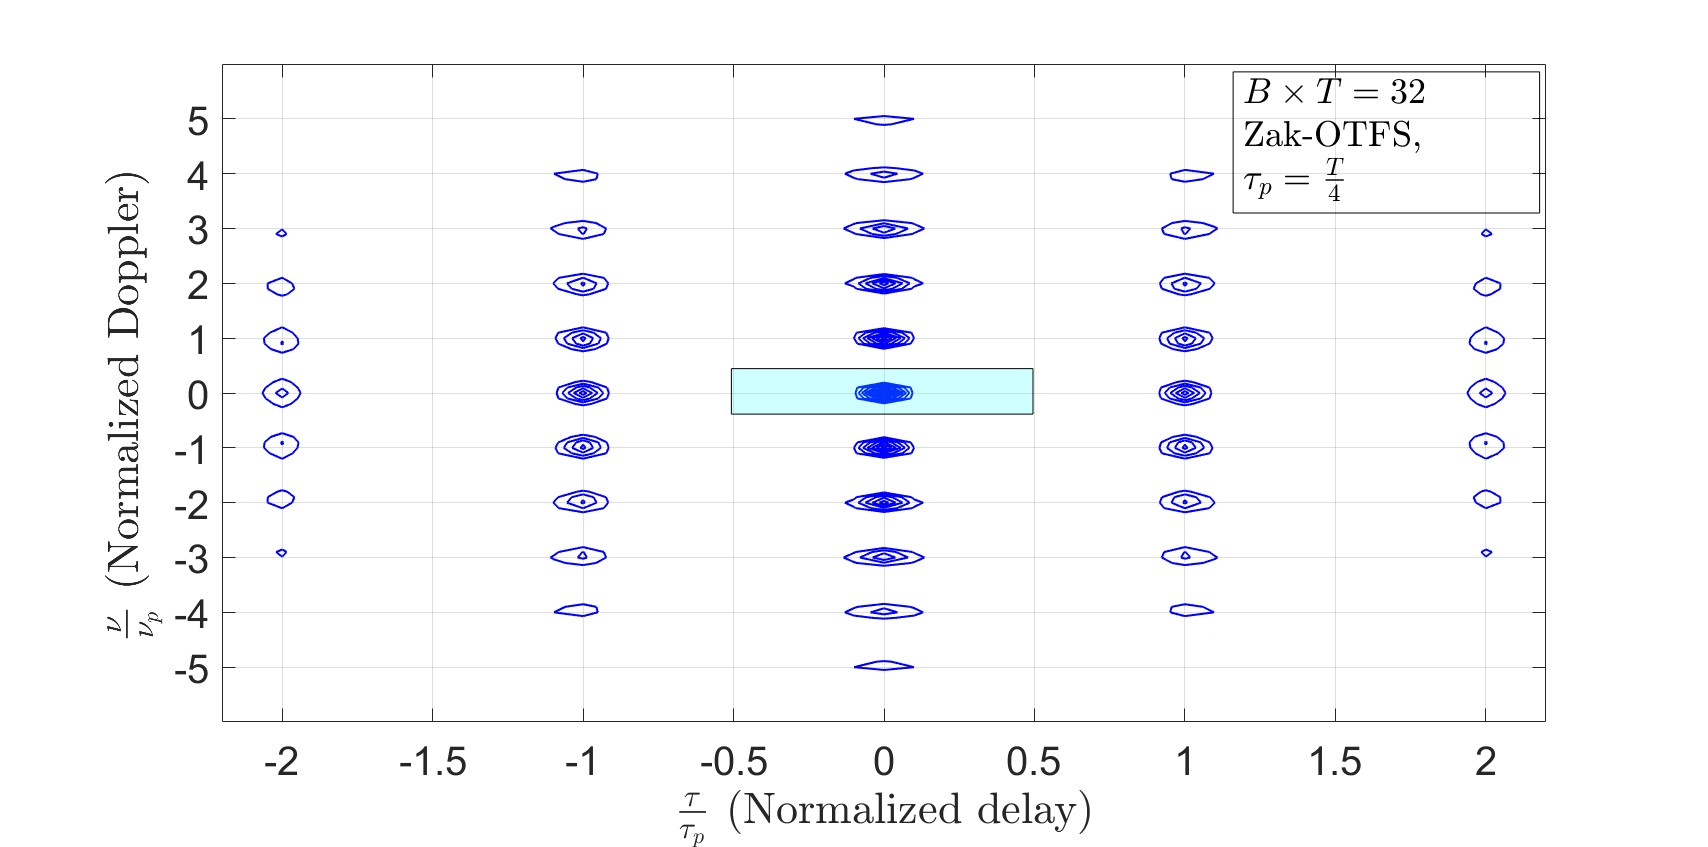 B × T = 32
Zak-OTFS,
τ_p = T/4
5
4
3
2
1
0
-1
-2
-3
-4
-5
ν/ν_p (Normalized Doppler)
-2 -1.5 -1 -0.5 0 0.5 1 1.5 2
τ/τ_p (Normalized delay)